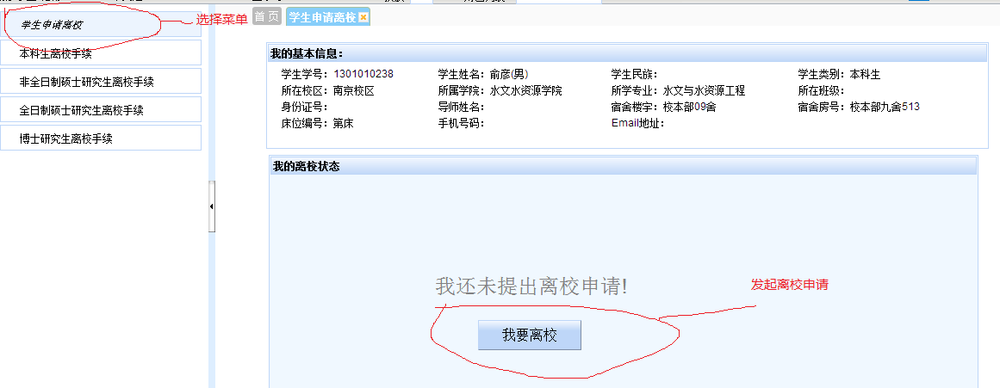 学生申请离校
选择菜单
首 页
学生申请离校
本科生离校手续
非全日制硕士研究生离校手续
全日制硕士研究生离校手续
博士研究生离校手续
我的基本信息：
学生学号：1301010238 学生姓名：俞彦(男) 学生民族： 学生类别：本科生
所在校区：南京校区 所属学院：水文水资源学院 所学专业：水文与水资源工程 所在班级：
身份证号： 导师姓名： 宿舍楼宇：校本部09舍 宿舍房号：校本部九舍513
床位编号：第床 手机号码： Email地址：
我的离校状态
我还未提出离校申请!
发起离校申请
我要离校